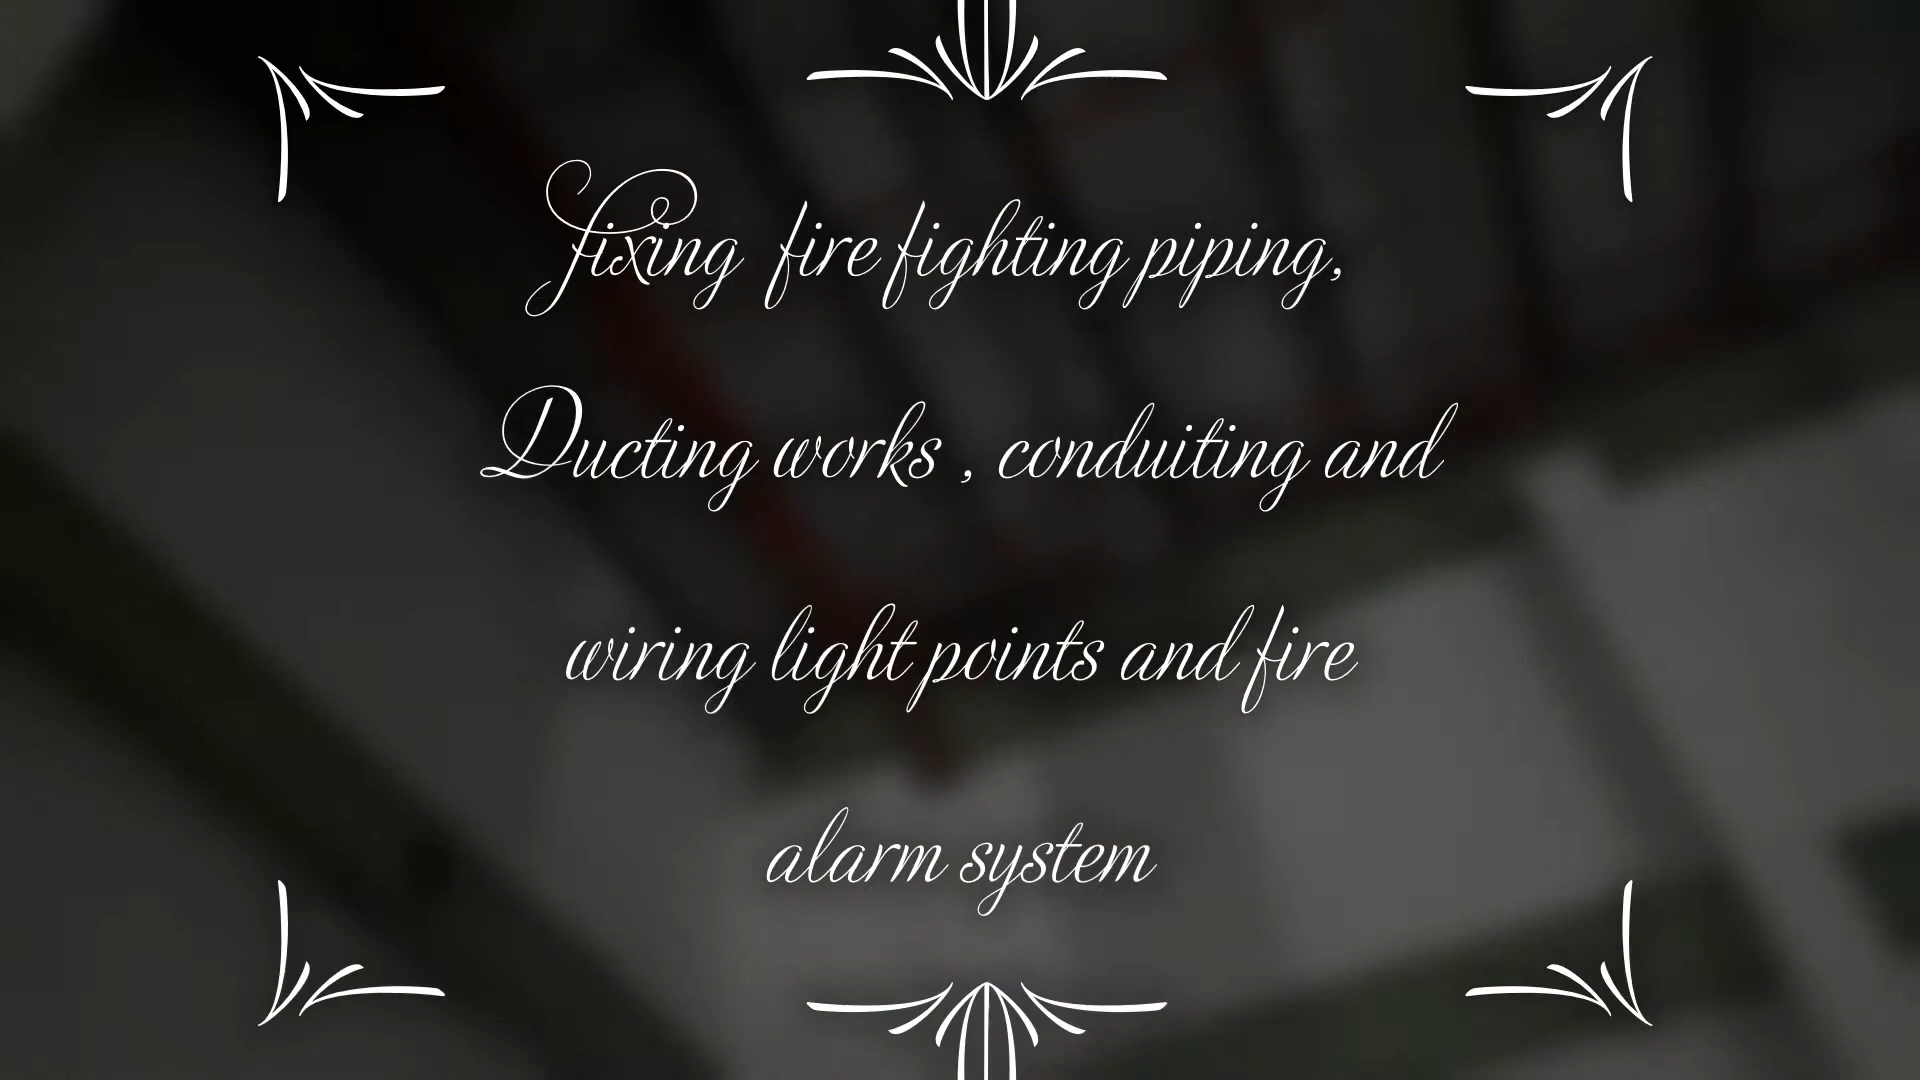 fixing fire fighting piping,
Ducting works , conduiting and
wiring light points and fire
alarm system